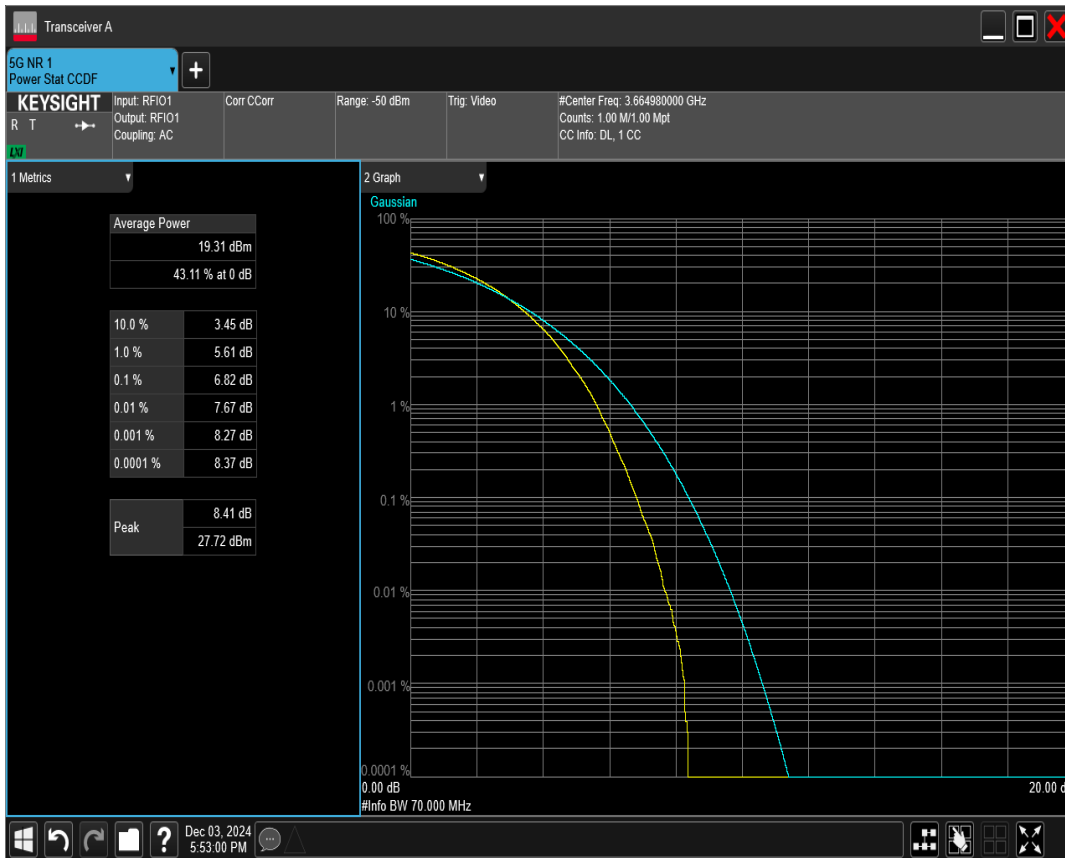 Transceiver A
5G NR 1
Power Stat CCDF
+
KEYSIGHT
R T
LXI
Input: RFIO1
Output: RFIO1
Coupling: AC
Corr CCorr
Range: -50 dBm
Trig: Video
#Center Freq: 3.664980000 GHz
Counts: 1.00 M/1.00 Mpt
CC Info: DL, 1 CC
1 Metrics
Average Power
19.31 dBm
43.11 % at 0 dB
10.0 % 3.45 dB
1.0 % 5.61 dB
0.1 % 6.82 dB
0.01 % 7.67 dB
0.001 % 8.27 dB
0.0001 % 8.37 dB
Peak
8.41 dB
27.72 dBm
2 Graph
Gaussian
100 %
10 %
1 %
0.1 %
0.01 %
0.001 %
0.0001 %
0.00 dB
20.00 d
#Info BW 70.000 MHz
?
Dec 03, 2024
5:53:00 PM